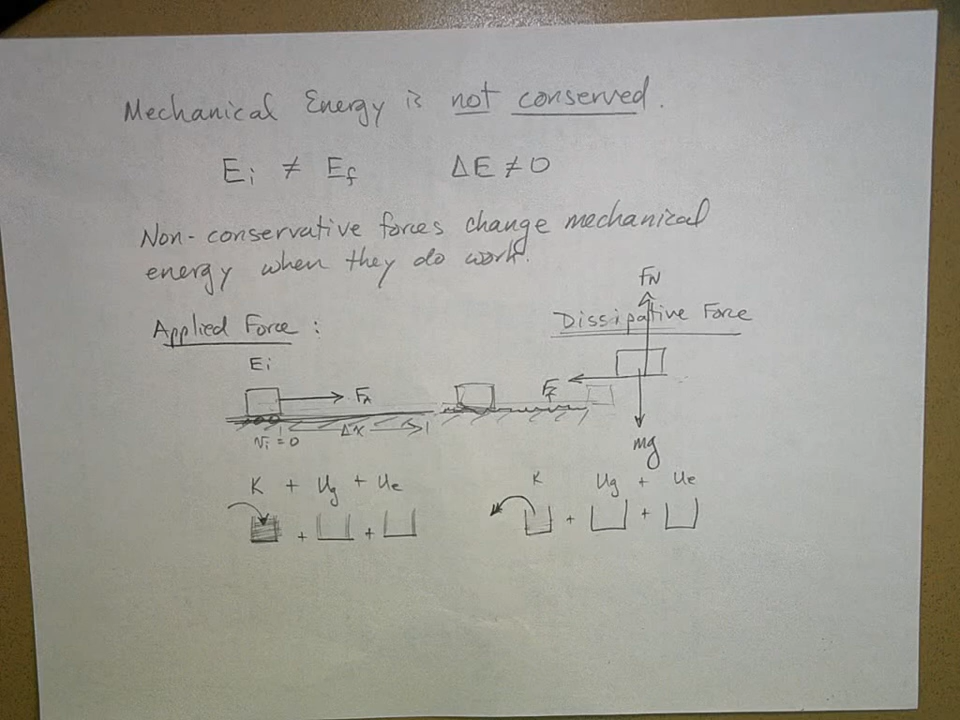 Mechanical Energy is not conserved.
Ei ≠ Ef ΔE ≠ 0
Non-conservative forces change mechanical
energy when they do work.
FN
Applied Force :
Dissipative Force
Ei
FA
Ff
Vi = 0
Δx
mg
K + Ug + Ue
K Ug + Ue
+ +
+ +